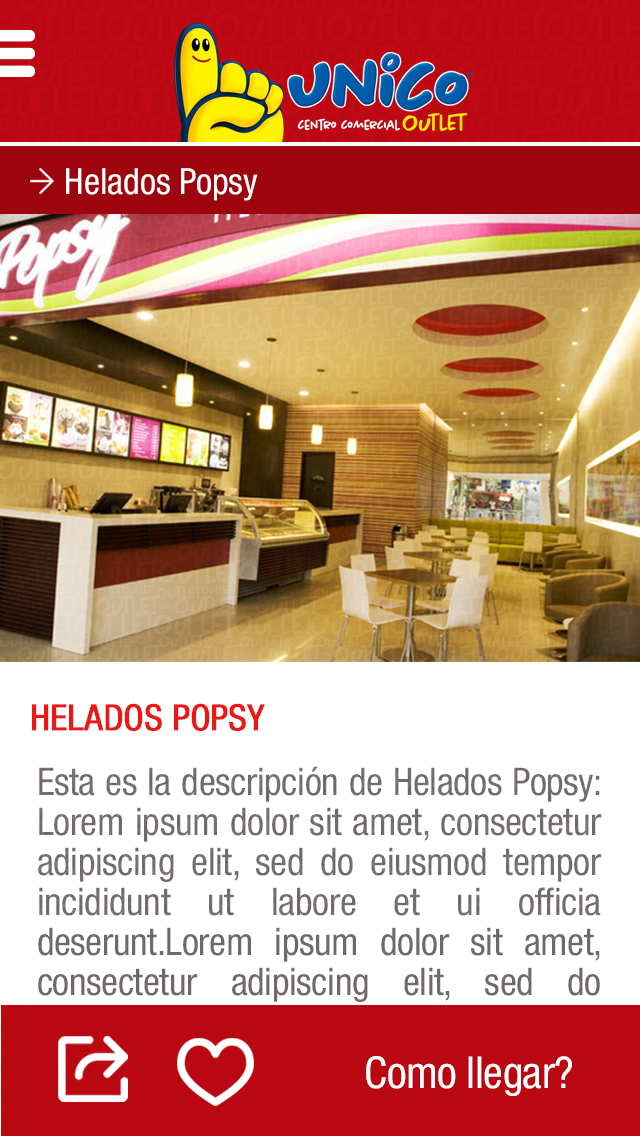 UNICO
CENTRO COMERCIAL OUTLET
→ Helados Popsy
Popsy
HELADOS POPSY
Esta es la descripción de Helados Popsy:
Lorem ipsum dolor sit amet, consectetur
adipiscing elit, sed do eiusmod tempor
incididunt ut labore et ui officia
deserunt.Lorem ipsum dolor sit amet,
consectetur adipiscing elit, sed do
Como llegar?